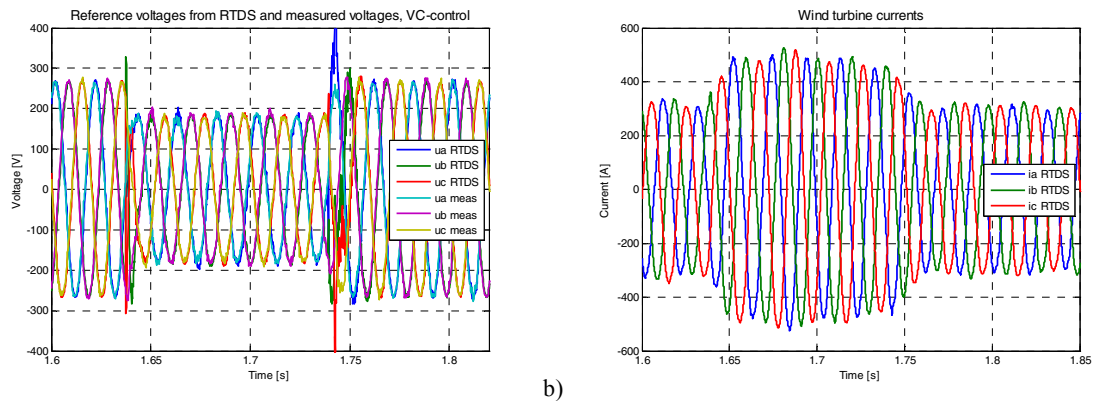 Reference voltages from RTDS and measured voltages, VC-control
400
300
200
100
0
-100
-200
-300
-400
Voltage [V]
1.6
1.65
1.7
1.75
1.8
Time [s]
ua RTDS
ub RTDS
uc RTDS
ua meas
ub meas
uc meas
b)
Wind turbine currents
600
400
200
0
-200
-400
-600
Current [A]
1.6
1.65
1.7
1.75
1.8
1.85
Time [s]
ia RTDS
ib RTDS
ic RTDS